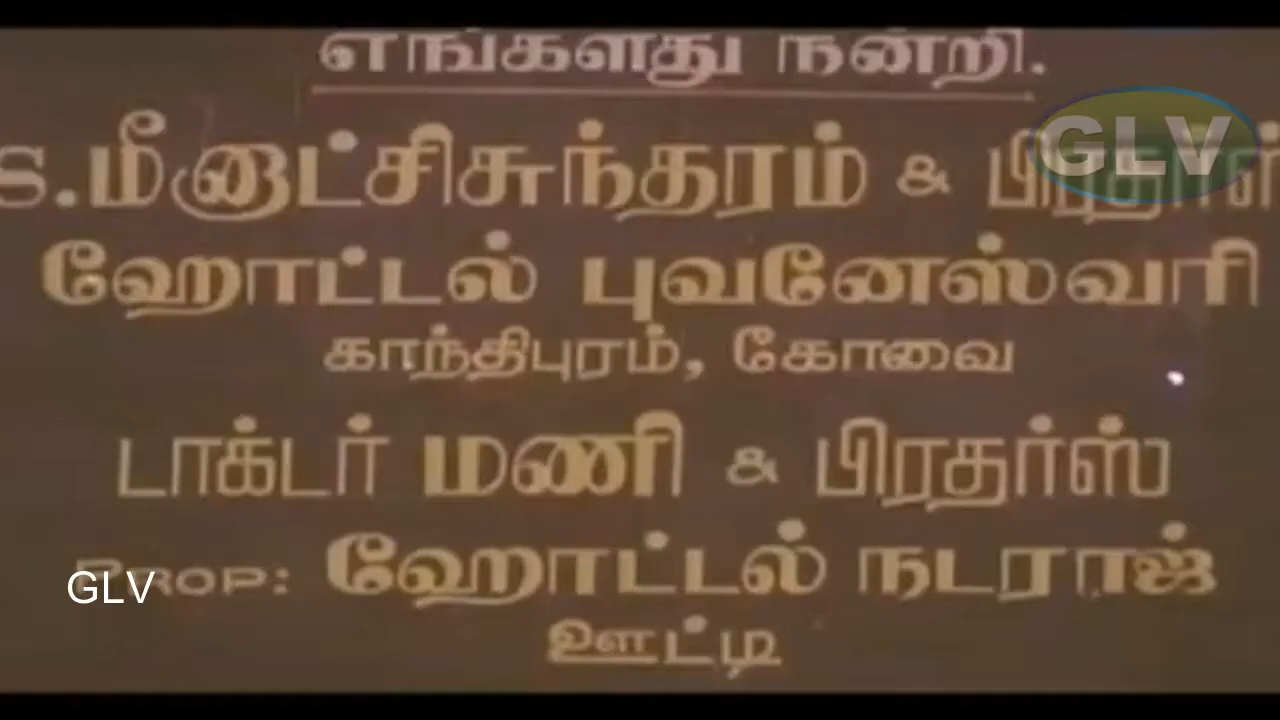 எங்களது நன்றி.
GLV
S.மீனாட்சிசுந்தரம் & பிரதர்ஸ்
ஹோட்டல் புவனேஸ்வரி
காந்திபுரம், கோவை
டாக்டர் மணி & பிரதர்ஸ்
PROP: ஹோட்டல் நடராஜ்
GLV
ஊட்டி